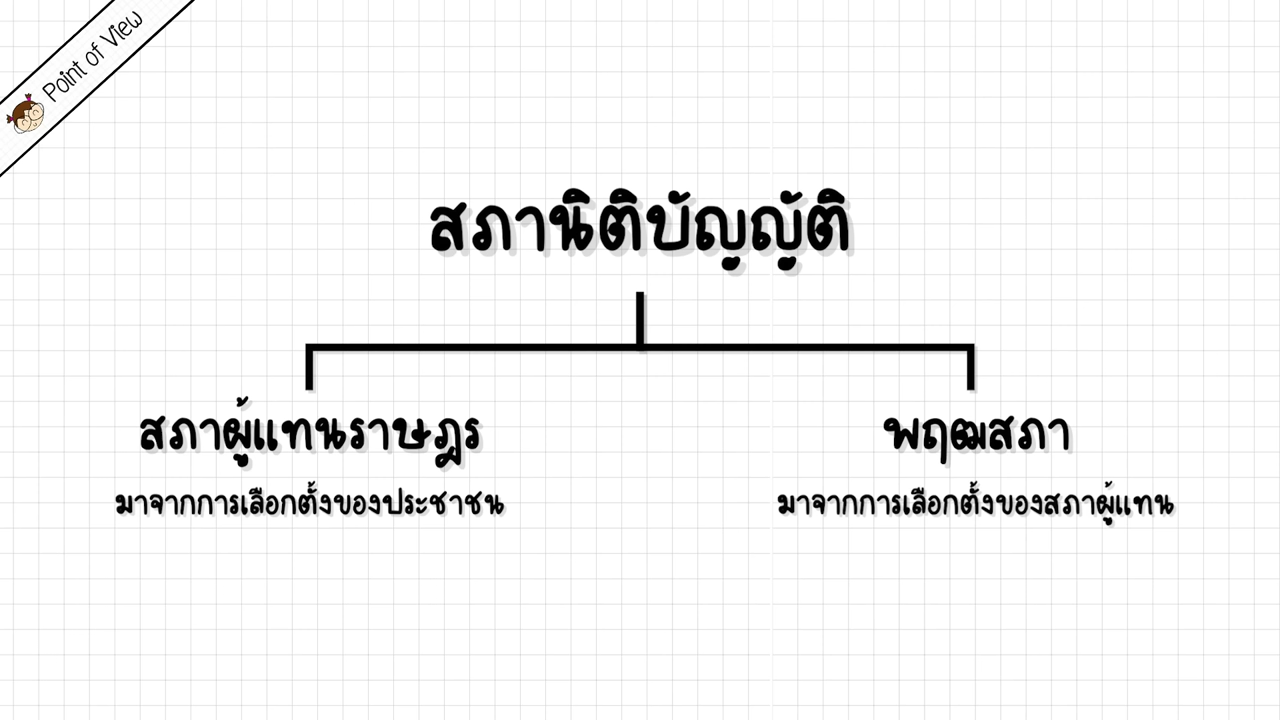 Point of View
สภานิติบัญญัติ
สภาผู้แทนราษฎร
พฤฒสภา
มาจากการเลือกตั้งของประชาชน
มาจากการเลือกตั้งของสภาผู้แทน